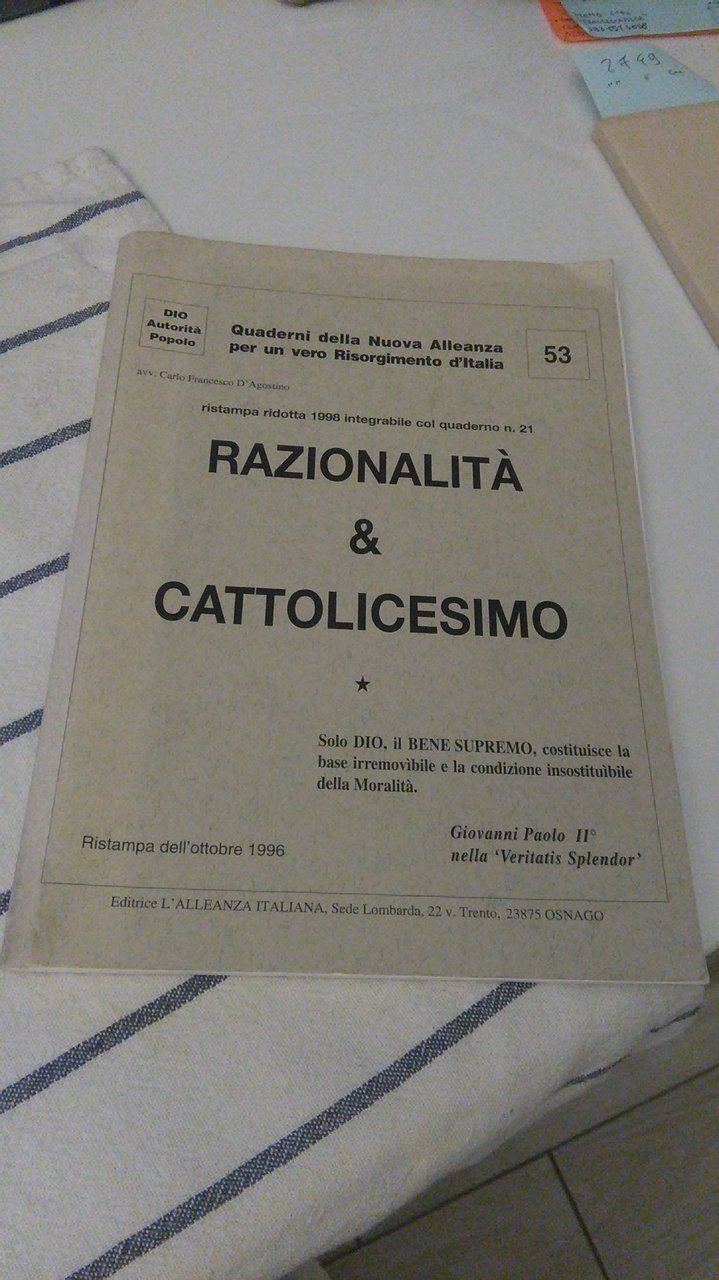 2749
DIO
Autorità
Popolo
Quaderni della Nuova Alleanza
per un vero Risorgimento d'Italia
53
avv. Carlo Francesco D'Agostino
ristampa ridotta 1998 integrabile col quaderno n. 21
RAZIONALITÀ
&
CATTOLICESIMO
★
Solo DIO, il BENE SUPREMO, costituisce la
base irremovìbile e la condizione insostituìbile
della Moralità.
Giovanni Paolo II°
nella ‘Veritatis Splendor’
Ristampa dell'ottobre 1996
Editrice L'ALLEANZA ITALIANA, Sede Lombarda, 22 v. Trento, 23875 OSNAGO